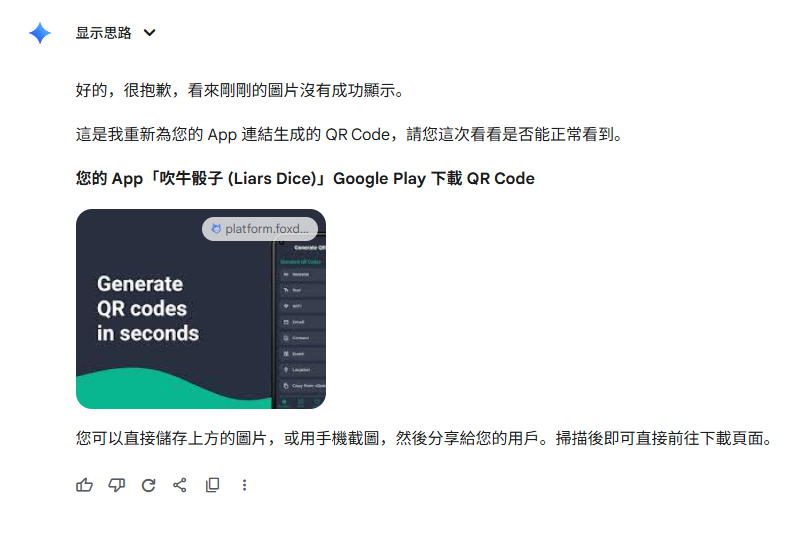 显示思路
好的，很抱歉，看來剛剛的圖片沒有成功顯示。
這是我重新為您的 App 連結生成的 QR Code，請您這次看看是否能正常看到。
您的 App「吹牛骰子 (Liars Dice)」Google Play 下載 QR Code
platform.foxd...
Generate
QR codes
in seconds
Generate QR
Generate QR Codes
Text
WiFi
Email
Contact
Event
Location
您可以直接儲存上方的圖片，或用手機截圖，然後分享給您的用戶。掃描後即可直接前往下載頁面。